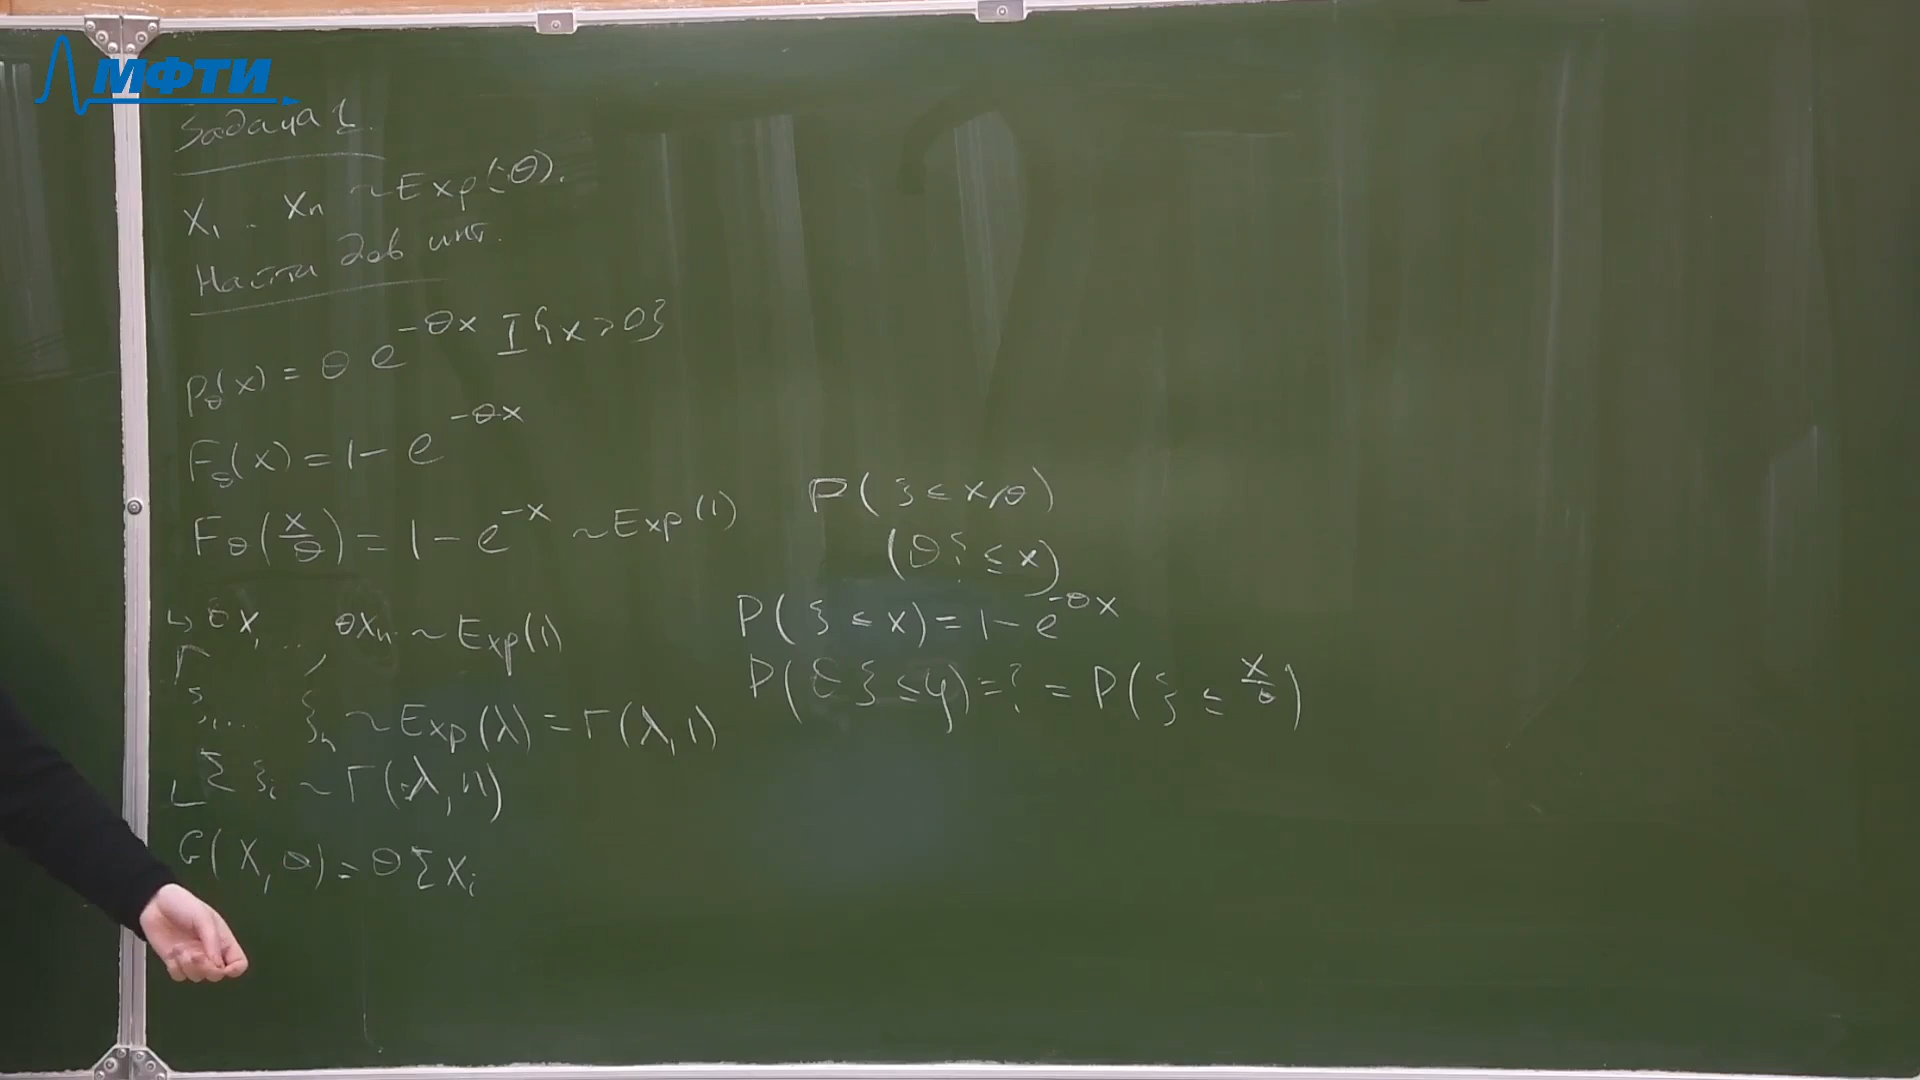 МФТИ
Задача 1.
X₁ .. Xₙ ~ Exp(θ).
Найти дов инт.
p_θ(x) = θ e^{-θx} I{x>0}
F_θ(x) = 1 - e^{-θx}
F_θ(x/θ) = 1 - e^{-x} ~ Exp(1)
↳ θX₁, ..., θXₙ ~ Exp(1)
ξ₁, ... ξₙ ~ Exp(λ) = Γ(λ, 1)
Σ ξᵢ ~ Γ(λ, n)
G(X, θ) = θ Σ Xᵢ
P(ξ ≤ x/θ)
(θξ ≤ x)
P(ξ ≤ x) = 1 - e^{-θx}
P(θξ ≤ y) = ? = P(ξ ≤ x/θ)